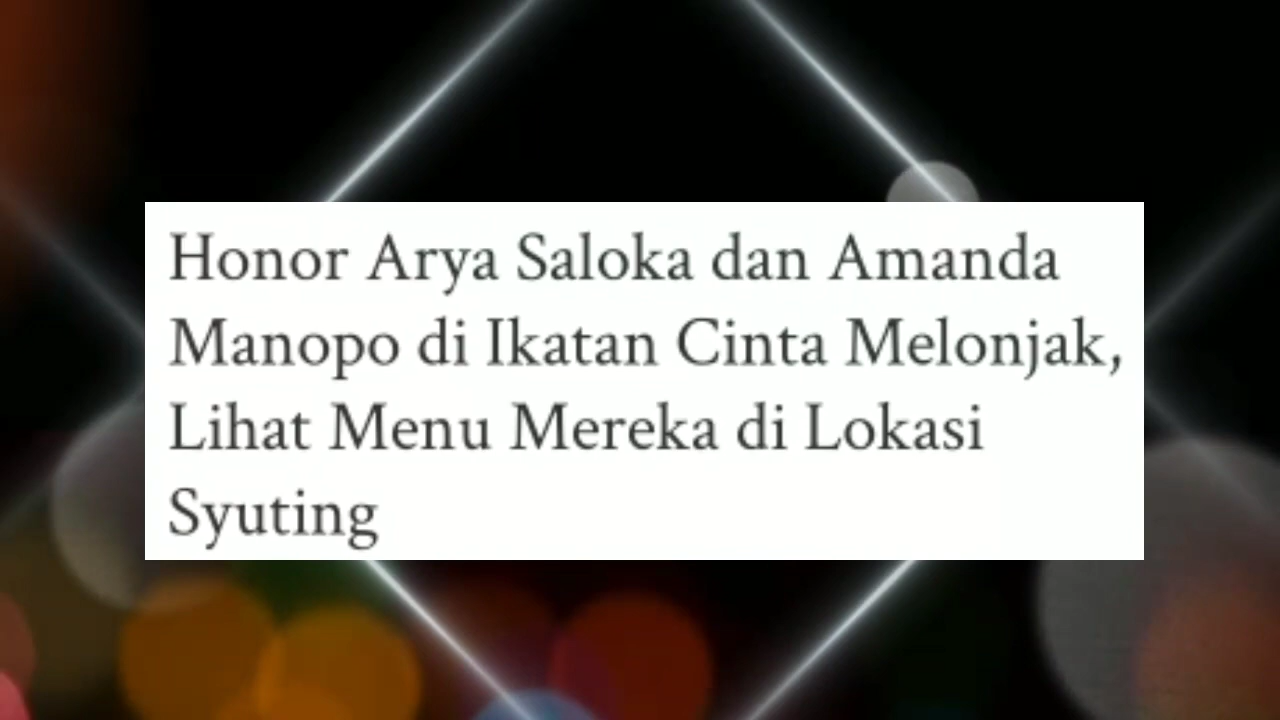 Honor Arya Saloka dan Amanda
Manopo di Ikatan Cinta Melonjak,
Lihat Menu Mereka di Lokasi
Syuting